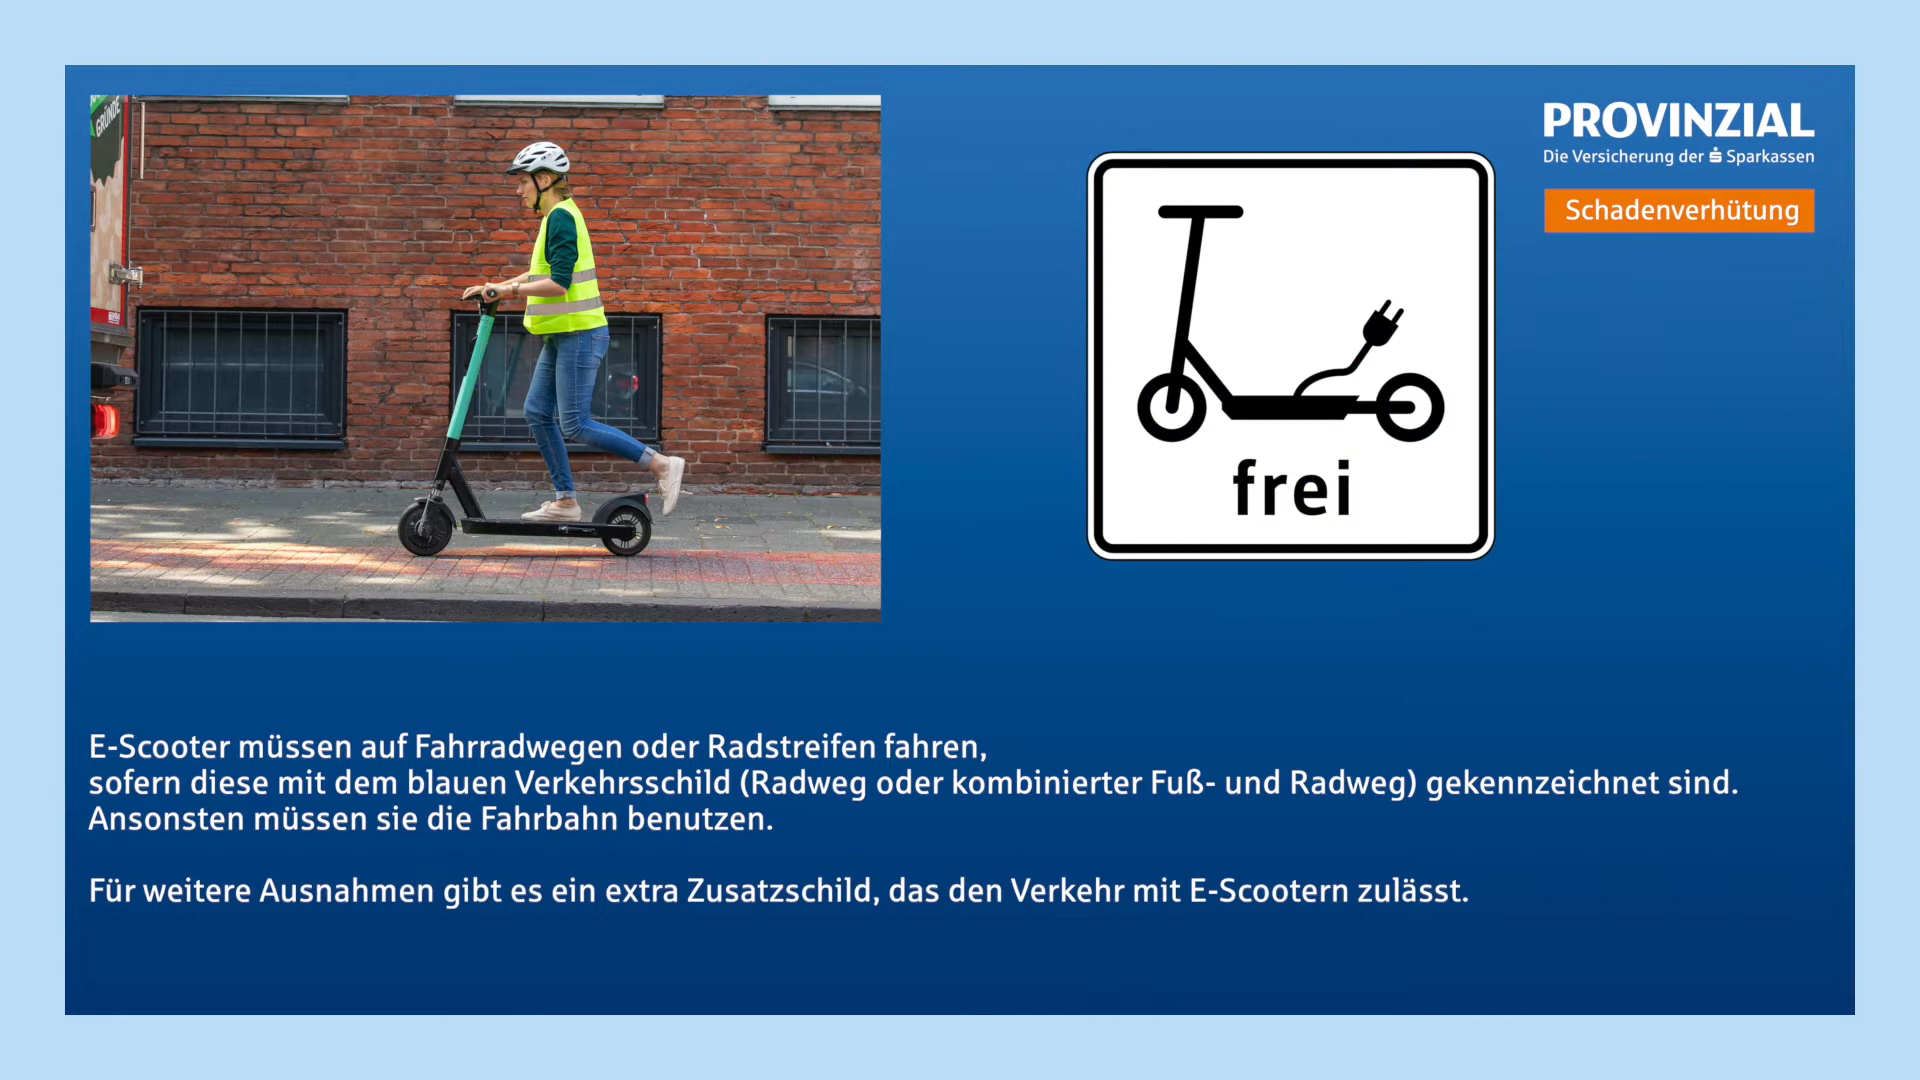 GRÜNDE
PROVINZIAL
Die Versicherung der Sparkassen
Schadenverhütung
frei
E-Scooter müssen auf Fahrradwegen oder Radstreifen fahren,
sofern diese mit dem blauen Verkehrsschild (Radweg oder kombinierter Fuß- und Radweg) gekennzeichnet sind.
Ansonsten müssen sie die Fahrbahn benutzen.
Für weitere Ausnahmen gibt es ein extra Zusatzschild, das den Verkehr mit E-Scootern zulässt.